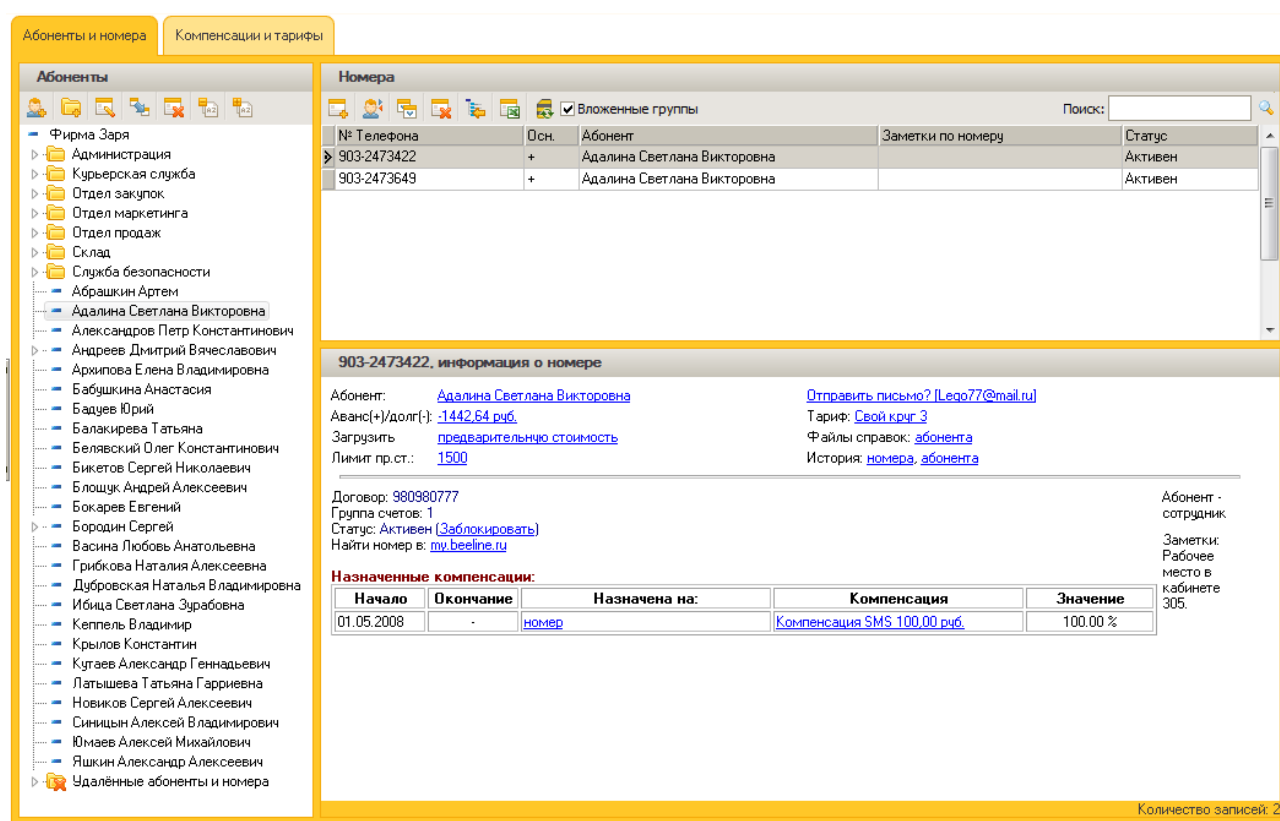 Абоненты и номера
Компенсации и тарифы
Абоненты
Фирма Заря
Администрация
Курьерская служба
Отдел закупок
Отдел маркетинга
Отдел продаж
Склад
Служба безопасности
Абрашкин Артем
Адалина Светлана Викторовна
Александров Петр Константинович
Андреев Дмитрий Вячеславович
Архипова Елена Владимировна
Бабушкина Анастасия
Бадуев Юрий
Балакирева Татьяна
Белявский Олег Константинович
Бикетов Сергей Николаевич
Блощук Андрей Алексеевич
Бокарев Евгений
Бородин Сергей
Васина Любовь Анатольевна
Грибкова Наталия Алексеевна
Дубровская Наталья Владимировна
Ибица Светлана Зурабовна
Кеппель Владимир
Крылов Константин
Кутаев Александр Геннадьевич
Латышева Татьяна Гарриевна
Новиков Сергей Алексеевич
Синицын Алексей Владимирович
Юмаев Алексей Михайлович
Яшкин Александр Алексеевич
Удалённые абоненты и номера
Номера
Вложенные группы Поиск:
№ Телефона Осн. Абонент Заметки по номеру Статус
903-2473422 + Адалина Светлана Викторовна Активен
903-2473649 + Адалина Светлана Викторовна Активен
903-2473422, информация о номере
Абонент: Адалина Светлана Викторовна Отправить письмо? [Lego77@mail.ru]
Аванс(+)/долг(-): -1442,64 руб. Тариф: Свой круг 3
Загрузить предварительную стоимость Файлы справок: абонента
Лимит пр.ст.: 1500 История: номера, абонента
Договор: 980980777
Группа счетов: 1
Статус: Активен (Заблокировать)
Найти номер в: my.beeline.ru
Назначенные компенсации:
Начало Окончание Назначена на: Компенсация Значение
01.05.2008 - номер Компенсация SMS 100,00 руб. 100.00 %
Абонент -
сотрудник
Заметки:
Рабочее
место в
кабинете
305.
Количество записей: 2